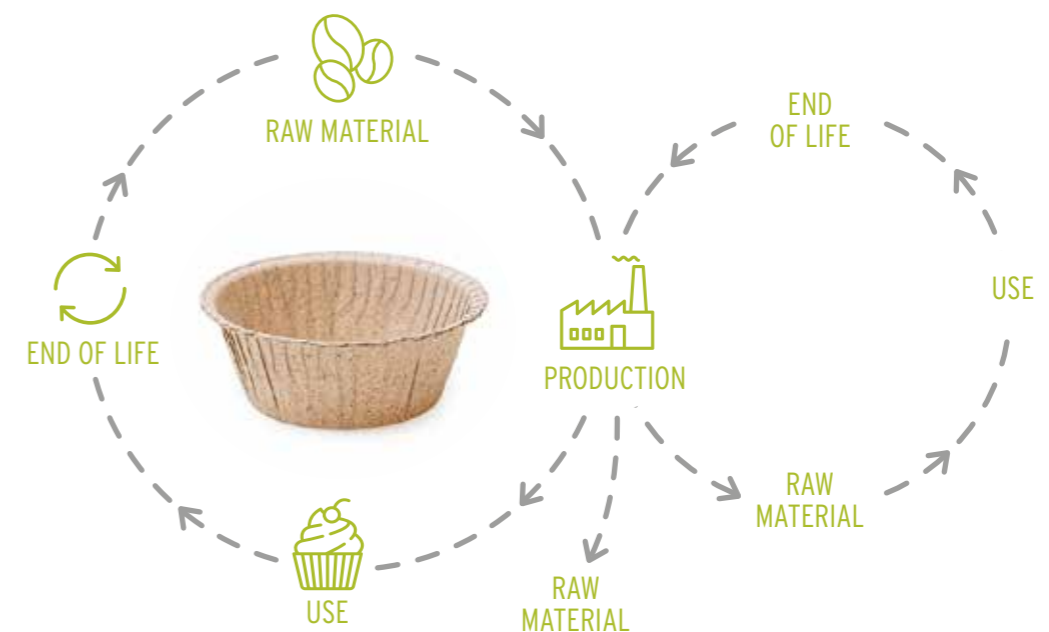 RAW MATERIAL
END
OF LIFE
USE
END OF LIFE
PRODUCTION
RAW
MATERIAL
RAW
MATERIAL
USE